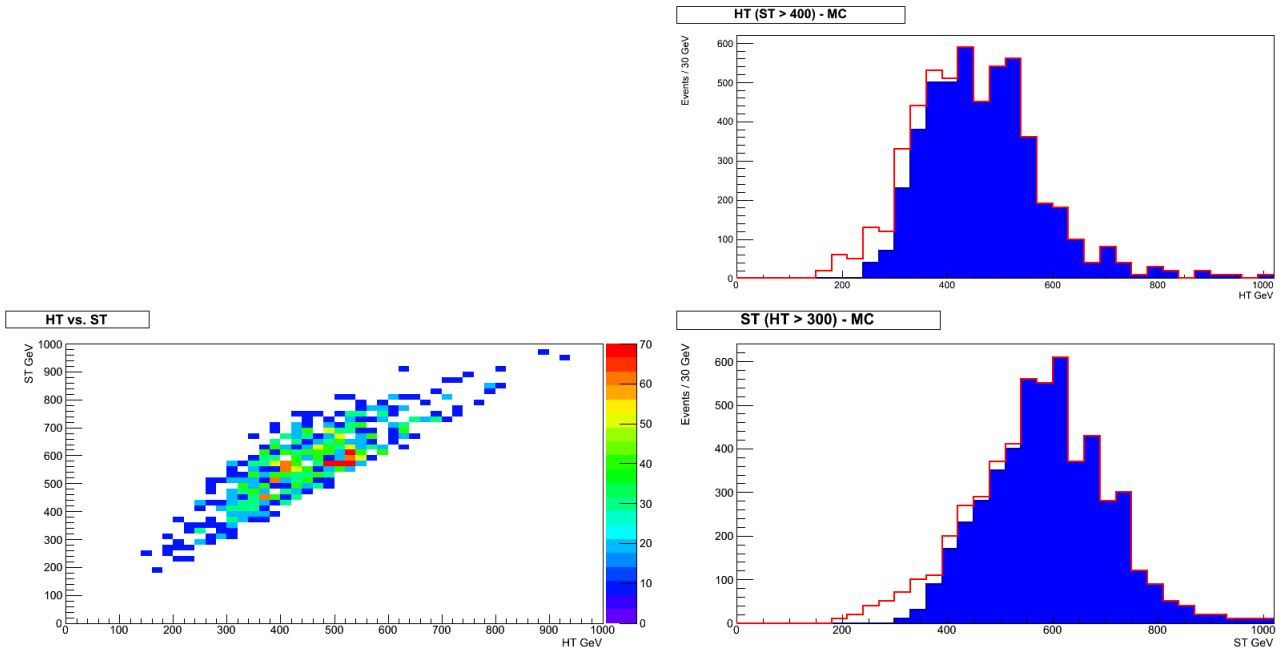 HT (ST > 400) - MC
Events / 30 GeV
600
500
400
300
200
100
0
0 200 400 600 800 1000
HT GeV
HT vs. ST
ST GeV
1000
900
800
700
600
500
400
300
200
100
0
0 100 200 300 400 500 600 700 800 900 1000
HT GeV
70
60
50
40
30
20
10
0
ST (HT > 300) - MC
Events / 30 GeV
600
500
400
300
200
100
0
0 200 400 600 800 1000
ST GeV